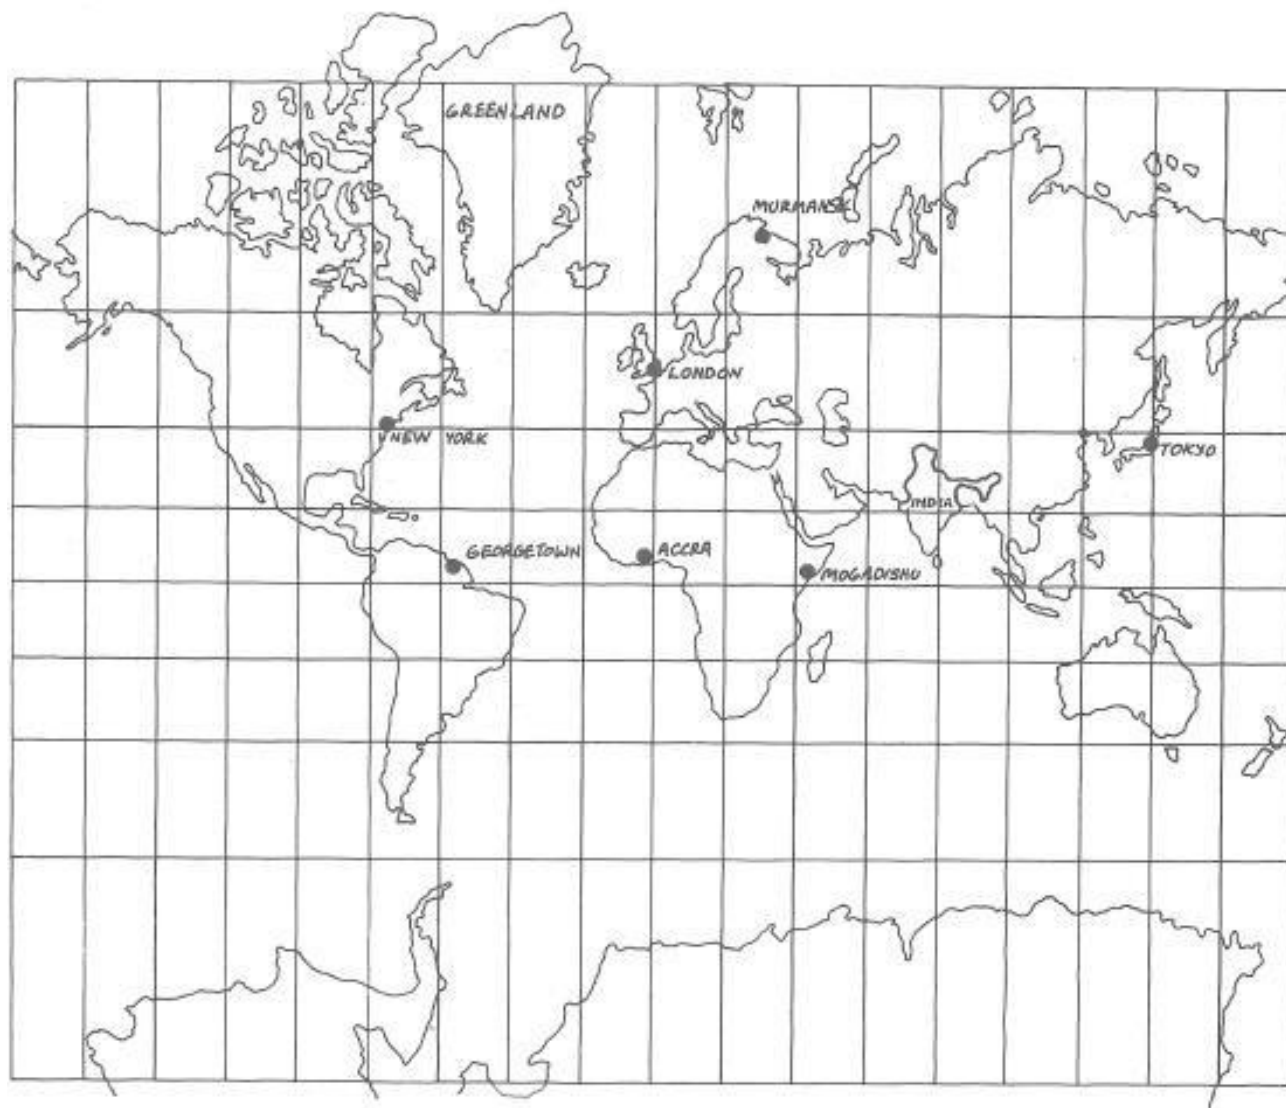 GREENLAND
MURMANSK
LONDON
NEW YORK
TOKYO
INDIA
GEORGETOWN
ACCRA
MOGADISHU